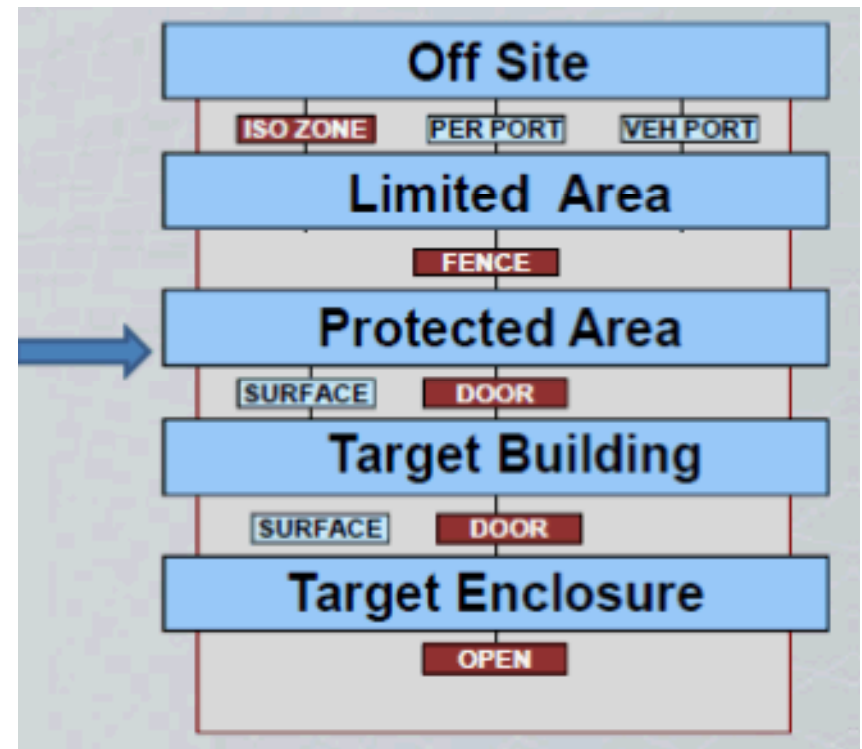 Off Site
ISO ZONE PER PORT VEH PORT
Limited Area
FENCE
Protected Area
SURFACE DOOR
Target Building
SURFACE DOOR
Target Enclosure
OPEN